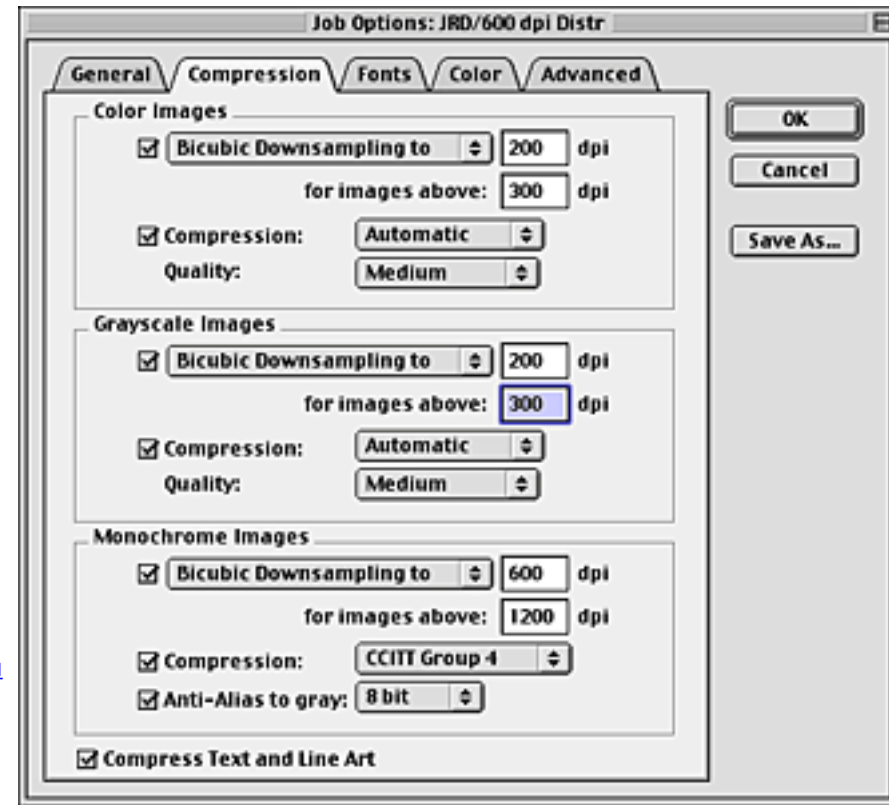 Job Options: JRD/600 dpi Distr
General Compression Fonts Color Advanced
Color Images
Bicubic Downsampling to 200 dpi
for images above: 300 dpi
Compression: Automatic
Quality: Medium
Grayscale Images
Bicubic Downsampling to 200 dpi
for images above: 300 dpi
Compression: Automatic
Quality: Medium
Monochrome Images
Bicubic Downsampling to 600 dpi
for images above: 1200 dpi
Compression: CCITT Group 4
Anti-Alias to gray: 8 bit
Compress Text and Line Art
OK
Cancel
Save As...